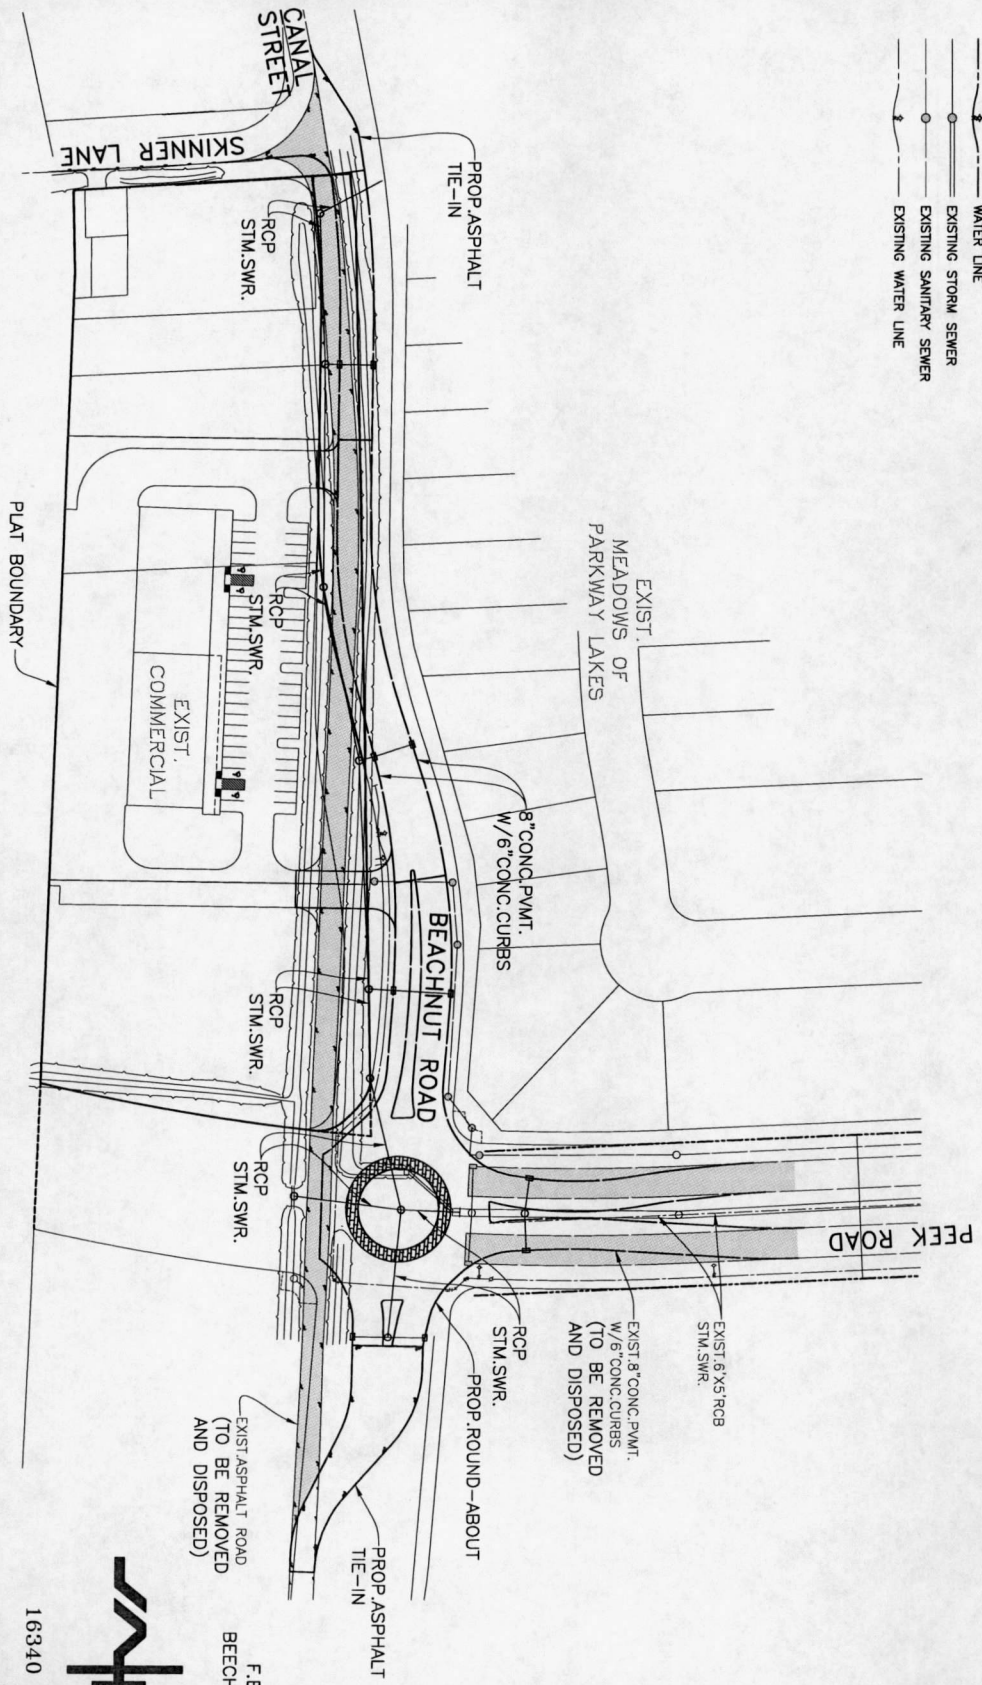 WATER LINE
EXISTING STORM SEWER
EXISTING SANITARY SEWER
EXISTING WATER LINE
CANAL
STREET
SKINNER LANE
PROP.ASPHALT
TIE-IN
RCP
STM.SWR.
EXIST.
MEADOWS OF
PARKWAY LAKES
RCP
STM.SWR.
EXIST.
COMMERCIAL
PLAT BOUNDARY
8"CONC.PVMT.
W/6"CONC.CURBS
BEACHNUT ROAD
RCP
STM.SWR.
RCP
STM.SWR.
PEEK ROAD
EXIST.6'X5'RCB
STM.SWR.
EXIST.8"CONC.PVMT.
W/6"CONC.CURBS
(TO BE REMOVED
AND DISPOSED)
RCP
STM.SWR.
PROP.ROUND-ABOUT
PROP.ASPHALT
TIE-IN
EXIST.ASPHALT ROAD
(TO BE REMOVED
AND DISPOSED)
F.B
BEECH
16340